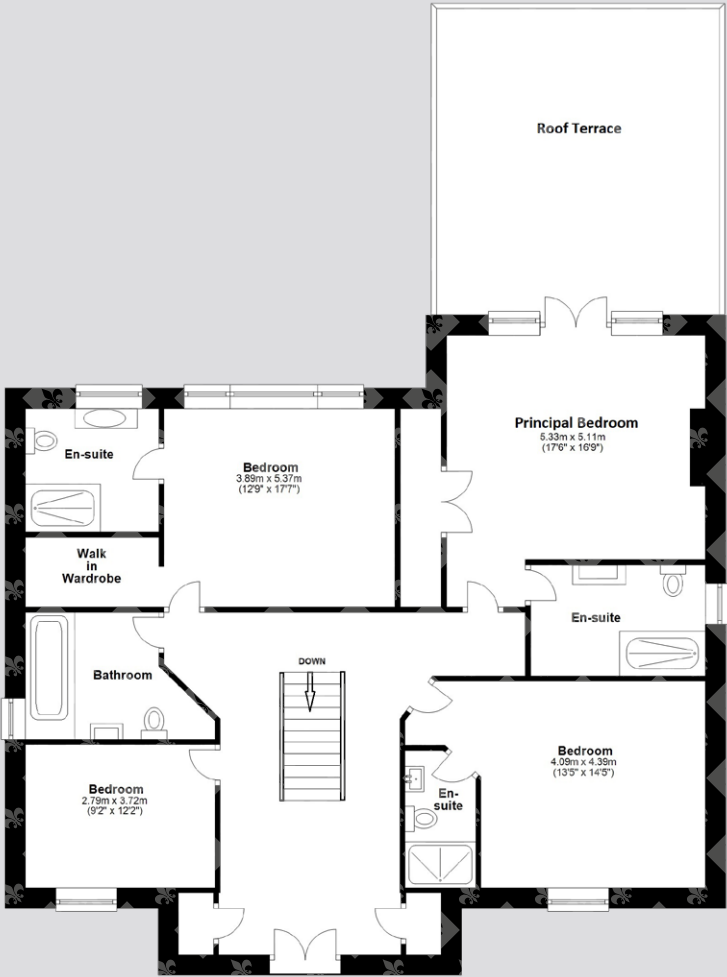 Roof Terrace
Principal Bedroom
5.33m x 5.11m
(17'6" x 16'9")
En-suite
Bedroom
3.89m x 5.37m
(12'9" x 17'7")
Walk
in
Wardrobe
En-suite
DOWN
Bathroom
Bedroom
4.09m x 4.39m
(13'5" x 14'5")
Bedroom
2.79m x 3.72m
(9'2" x 12'2")
En-
suite